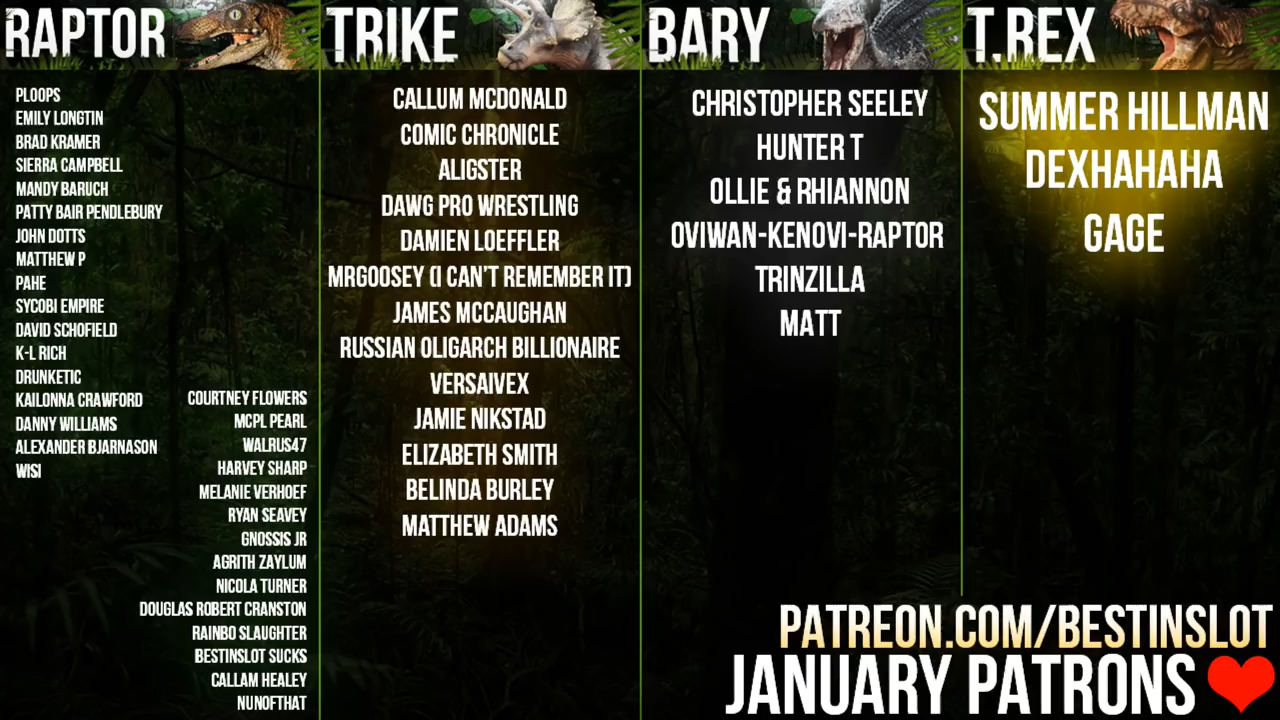 RAPTOR
PLOOPS
EMILY LONGTIN
BRAD KRAMER
SIERRA CAMPBELL
MANDY BARUCH
PATTY BAIR PENDLEBURY
JOHN DOTTS
MATTHEW P
PAHE
SYCOBI EMPIRE
DAVID SCHOFIELD
K-L RICH
DRUNKETIC
KAILONNA CRAWFORD
DANNY WILLIAMS
ALEXANDER BJARNASON
WISI
COURTNEY FLOWERS
MCPL PEARL
WALRUS47
HARVEY SHARP
MELANIE VERHOEF
RYAN SEAVEY
GNOSSIS JR
AGRITH ZAYLUM
NICOLA TURNER
DOUGLAS ROBERT CRANSTON
RAINBO SLAUGHTER
BESTINSLOT SUCKS
CALLAM HEALEY
NUNOFTHAT
TRIKE
CALLUM MCDONALD
COMIC CHRONICLE
ALIGSTER
DAWG PRO WRESTLING
DAMIEN LOEFFLER
MRGOOSEY (I CAN'T REMEMBER IT)
JAMES MCCAUGHAN
RUSSIAN OLIGARCH BILLIONAIRE
VERSAIVEX
JAMIE NIKSTAD
ELIZABETH SMITH
BELINDA BURLEY
MATTHEW ADAMS
BARY
CHRISTOPHER SEELEY
HUNTER T
OLLIE & RHIANNON
OVIWAN-KENOVI-RAPTOR
TRINZILLA
MATT
T.REX
SUMMER HILLMAN
DEXHAHAHA
GAGE
PATREON.COM/BESTINSLOT
JANUARY PATRONS